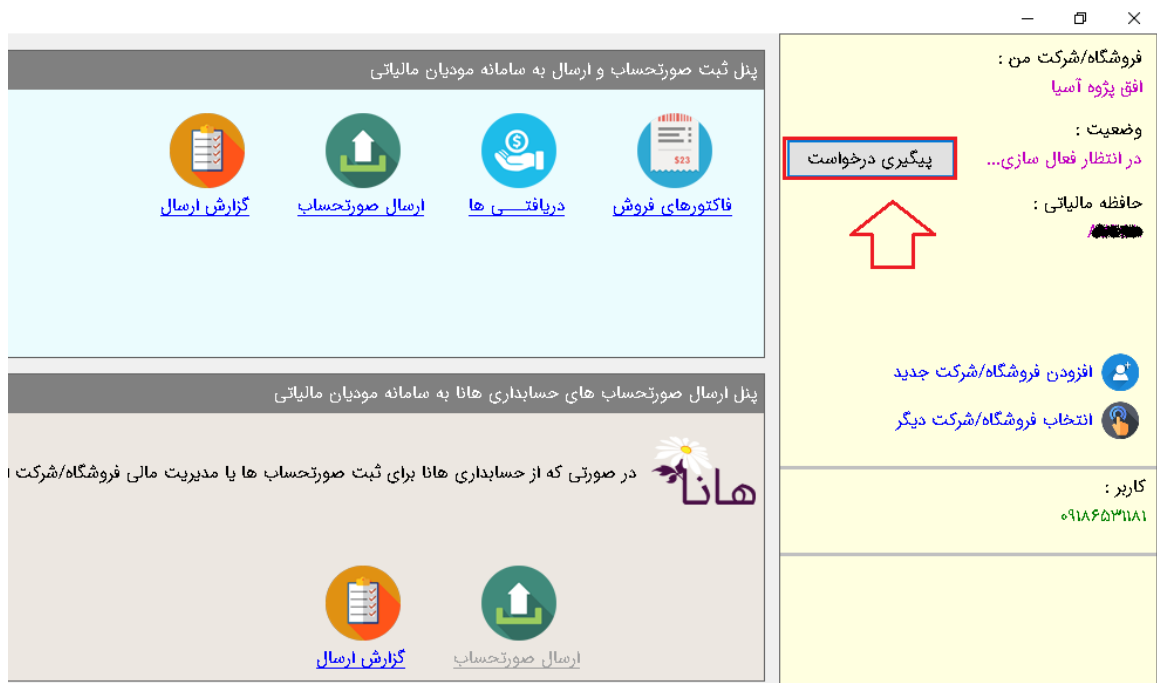 فروشگاه/شرکت من :
افق پژوه آسیا
وضعیت :
در انتظار فعال سازی...
پیگیری درخواست
حافظه مالیاتی :
افزودن فروشگاه/شرکت جدید
انتخاب فروشگاه/شرکت دیگر
کاربر :
۰۹۱۸۶۵۳۱۱۸۱
پنل ثبت صورتحساب و ارسال به سامانه مودیان مالیاتی
$23
فاکتورهای فروش
دریافتـــی ها
ارسال صورتحساب
گزارش ارسال
پنل ارسال صورتحساب های حسابداری هانا به سامانه مودیان مالیاتی
هانا
در صورتی که از حسابداری هانا برای ثبت صورتحساب ها یا مدیریت مالی فروشگاه/شرکت
ارسال صورتحساب
گزارش ارسال